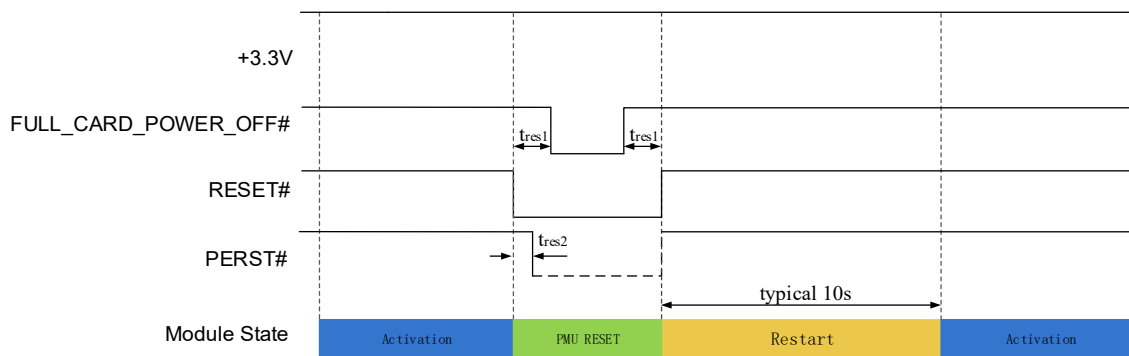 +3.3V
FULL_CARD_POWER_OFF#
tres1
tres1
RESET#
tres2
PERST#
typical 10s
Module State
Activation
PMU RESET
Restart
Activation